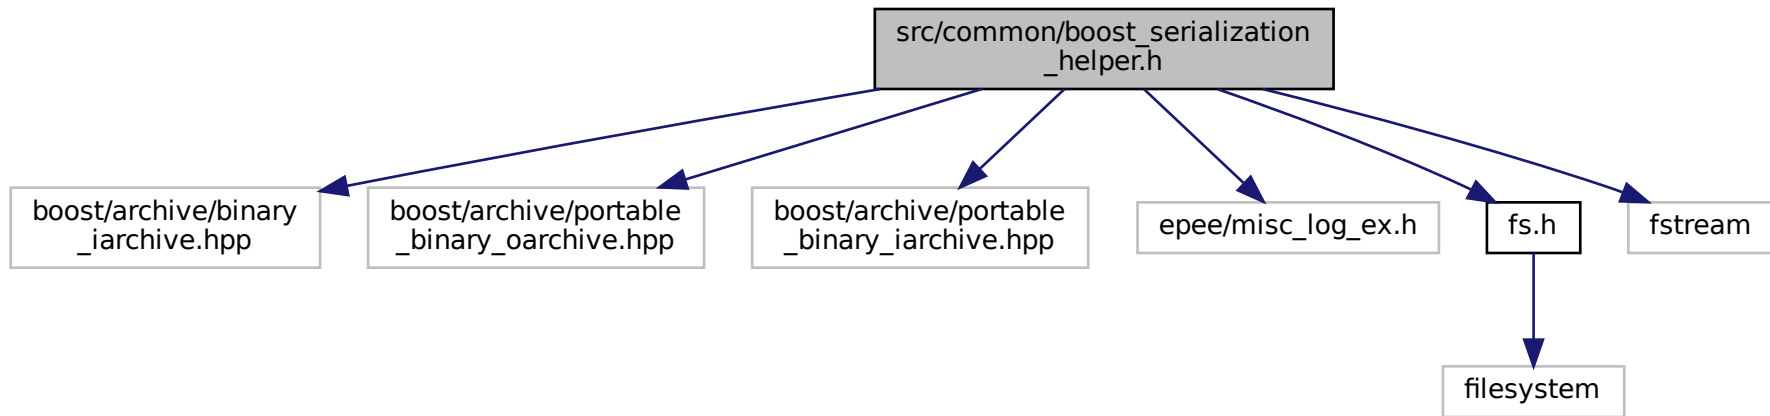 src/common/boost_serialization
_helper.h
boost/archive/binary
_iarchive.hpp
boost/archive/portable
_binary_oarchive.hpp
boost/archive/portable
_binary_iarchive.hpp
epee/misc_log_ex.h
fs.h
fstream
filesystem